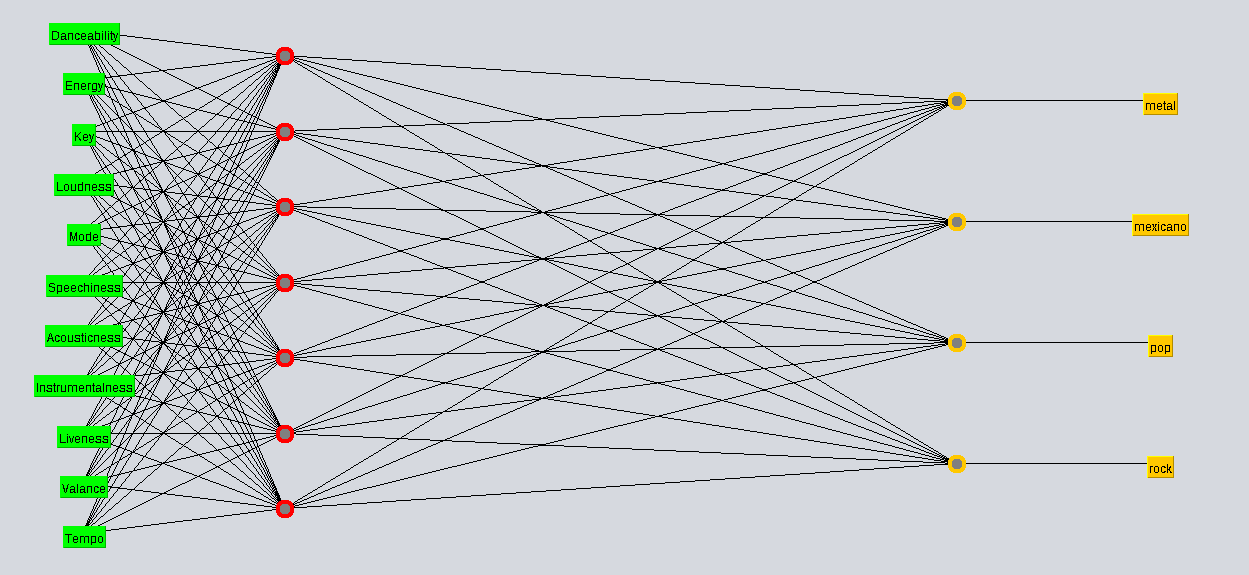 Danceability
Energy
Key
Loudness
Mode
Speechiness
Acousticness
Instrumentalness
Liveness
Valance
Tempo
metal
mexicano
pop
rock